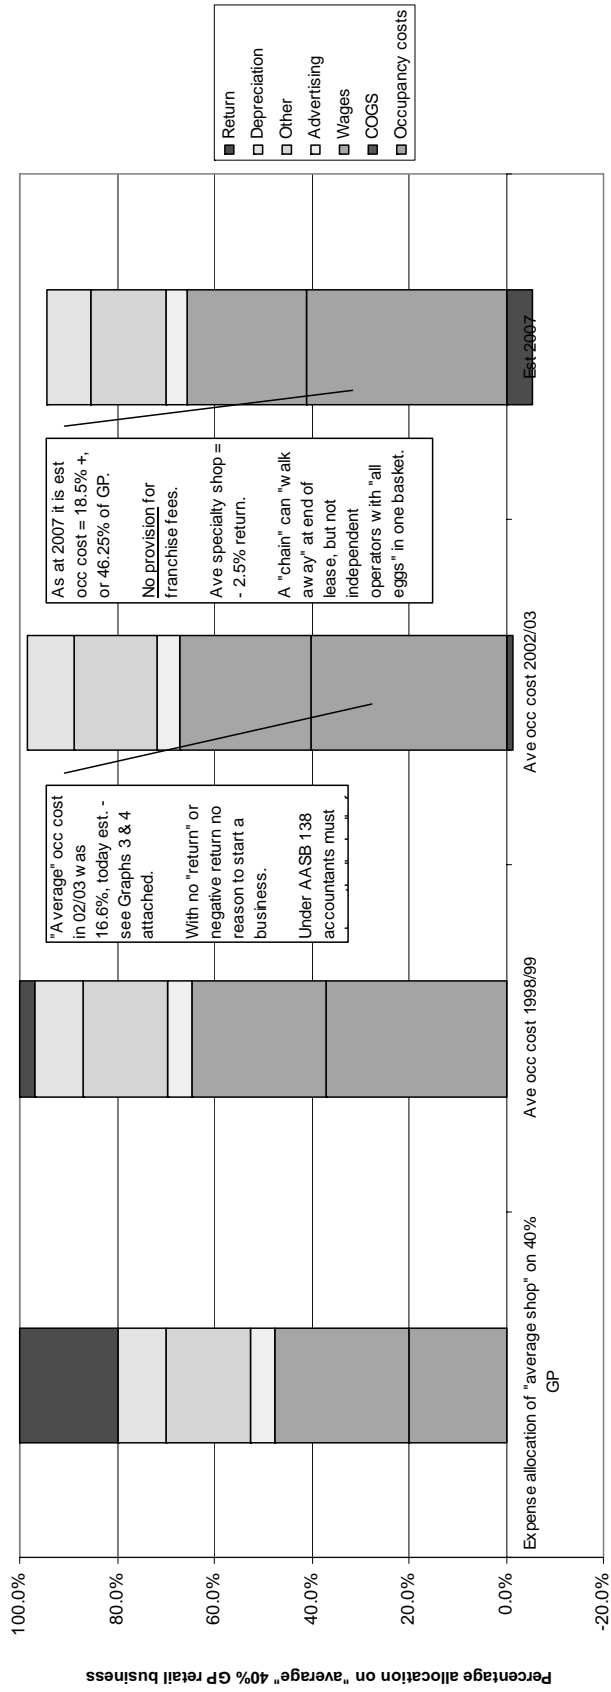 Percentage allocation on "average" 40% GP retail business
100.0%
80.0%
60.0%
40.0%
20.0%
0.0%
-20.0%
Expense allocation of "average shop" on 40%
GP
Ave occ cost 1998/99
Ave occ cost 2002/03
Est 2007
"Average" occ cost
in 02/03 was
16.6%, today est. -
see Graphs 3 & 4
attached.
With no "return" or
negative return no
reason to start a
business.
Under AASB 138
accountants must
As at 2007 it is est
occ cost = 18.5% +,
or 46.25% of GP.
No provision for
franchise fees.
Ave specialty shop =
- 2.5% return.
A "chain" can "walk
away" at end of
lease, but not
independent
operators with "all
eggs" in one basket.
Return
Depreciation
Other
Advertising
Wages
COGS
Occupancy costs